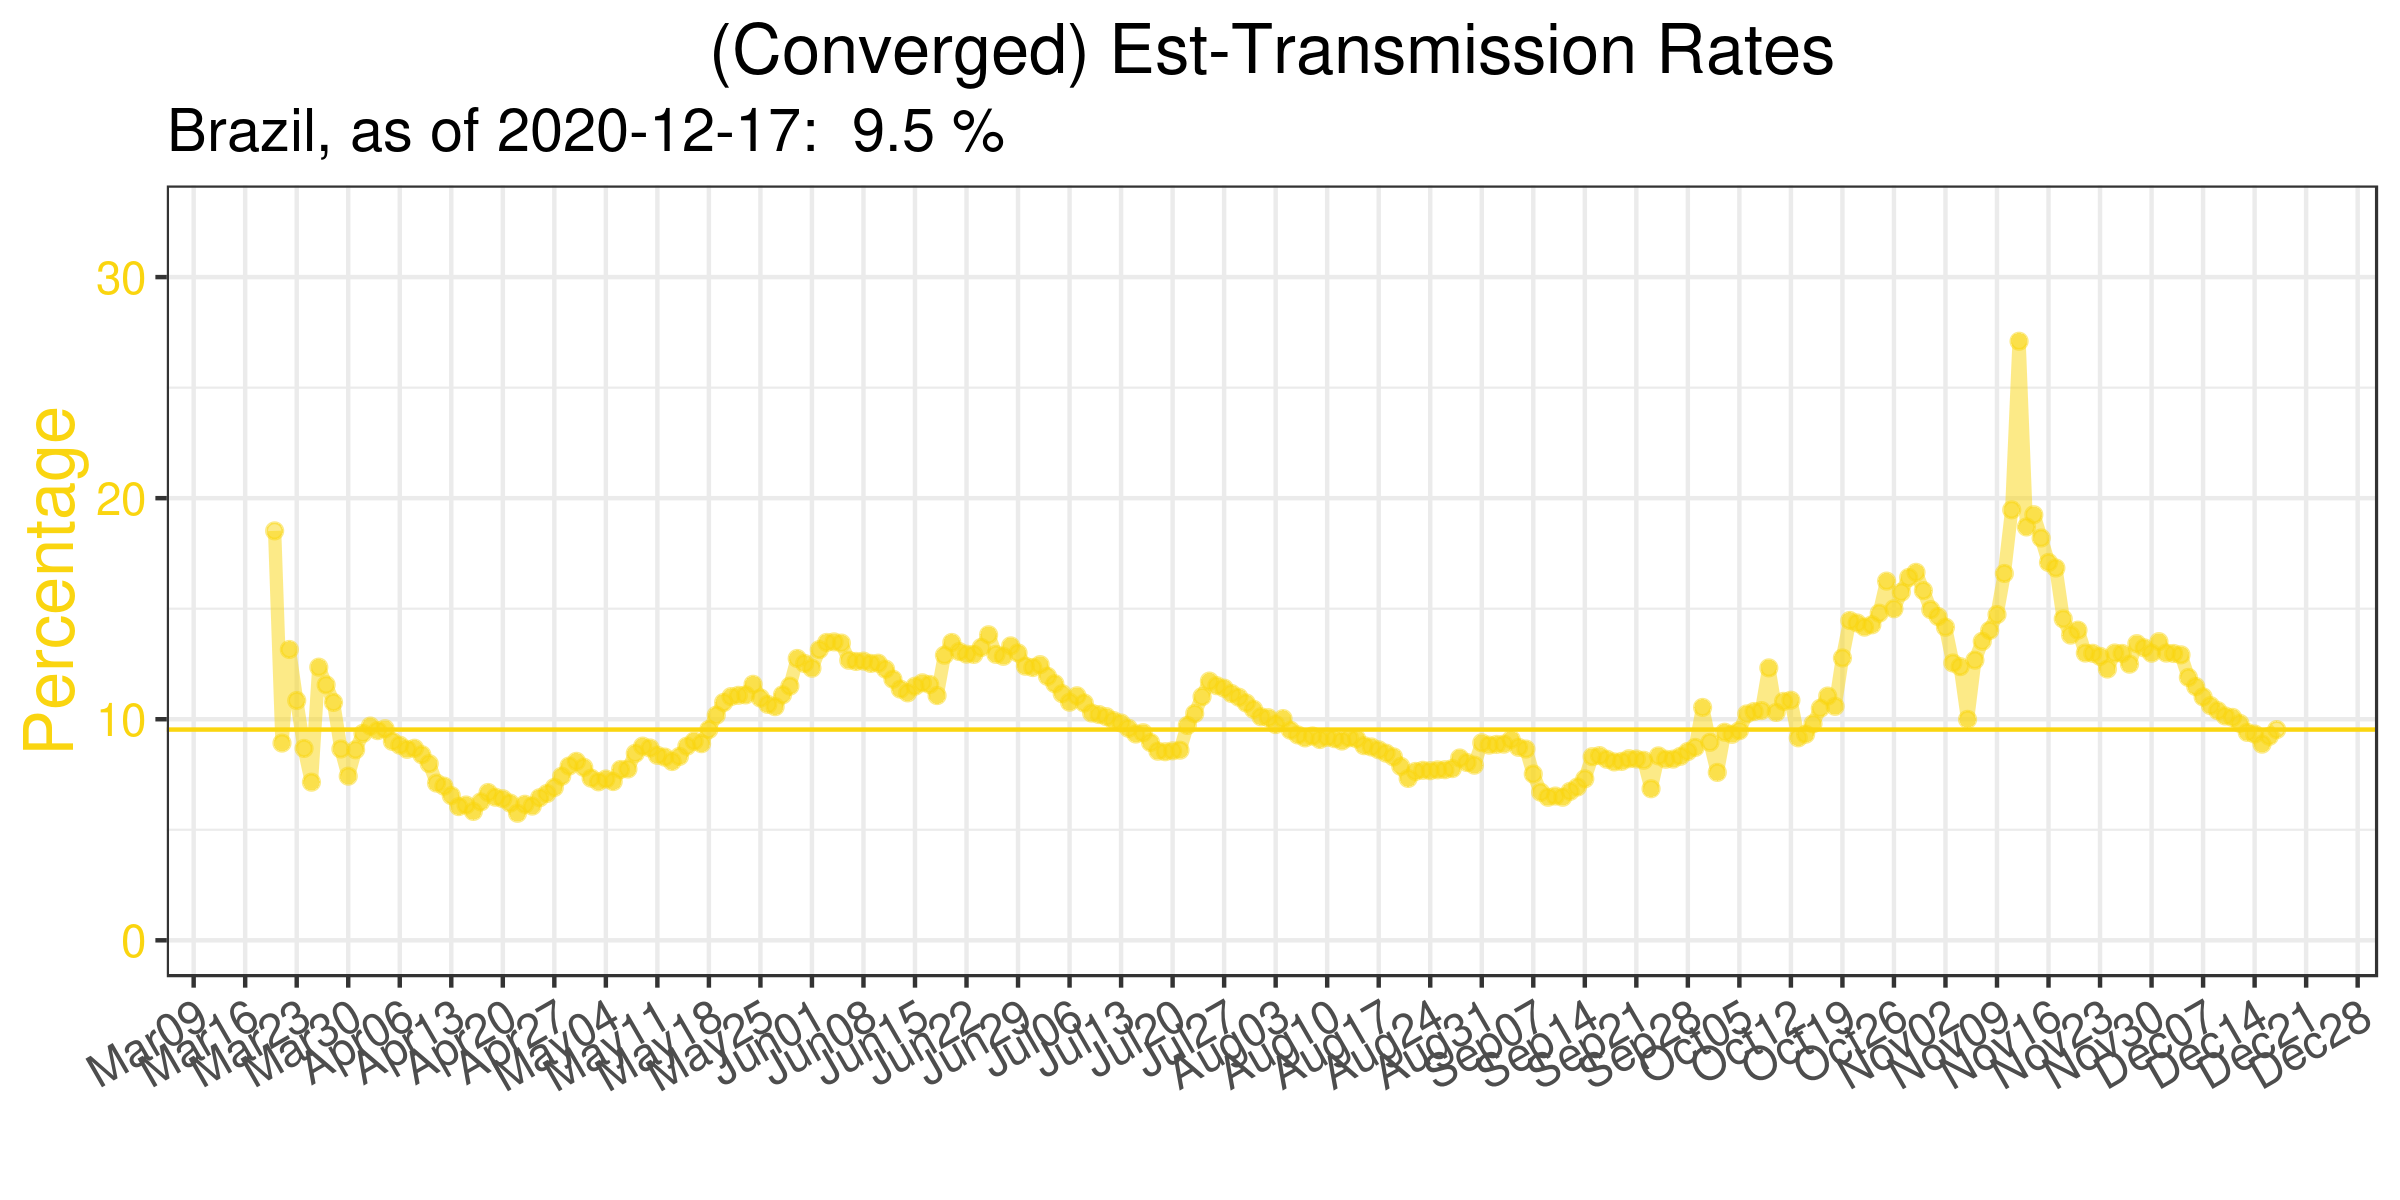 (Converged) Est-Transmission Rates
Brazil, as of 2020-12-17:  9.5 %
Percentage
30
20
10
0
Mar09
Mar16
Mar23
Mar30
Apr06
Apr13
Apr20
Apr27
May04
May11
May18
May25
Jun01
Jun08
Jun15
Jun22
Jun29
Jul06
Jul13
Jul20
Jul27
Aug03
Aug10
Aug17
Aug24
Aug31
Sep07
Sep14
Sep21
Sep28
Oct05
Oct12
Oct19
Oct26
Nov02
Nov09
Nov16
Nov23
Nov30
Dec07
Dec14
Dec21
Dec28